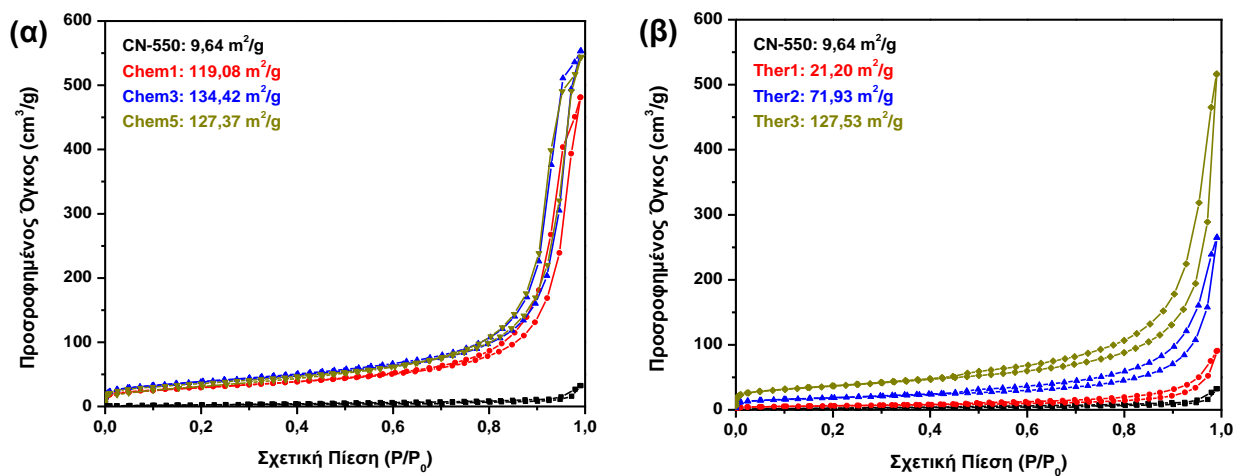 (α)
CN-550: 9,64 m²/g
Chem1: 119,08 m²/g
Chem3: 134,42 m²/g
Chem5: 127,37 m²/g
Προσροφημένος Όγκος (cm³/g)
600
500
400
300
200
100
0
0,0 0,2 0,4 0,6 0,8 1,0
Σχετική Πίεση (P/P₀)
(β)
CN-550: 9,64 m²/g
Ther1: 21,20 m²/g
Ther2: 71,93 m²/g
Ther3: 127,53 m²/g
Προσροφημένος Όγκος (cm³/g)
600
500
400
300
200
100
0
0,0 0,2 0,4 0,6 0,8 1,0
Σχετική Πίεση (P/P₀)